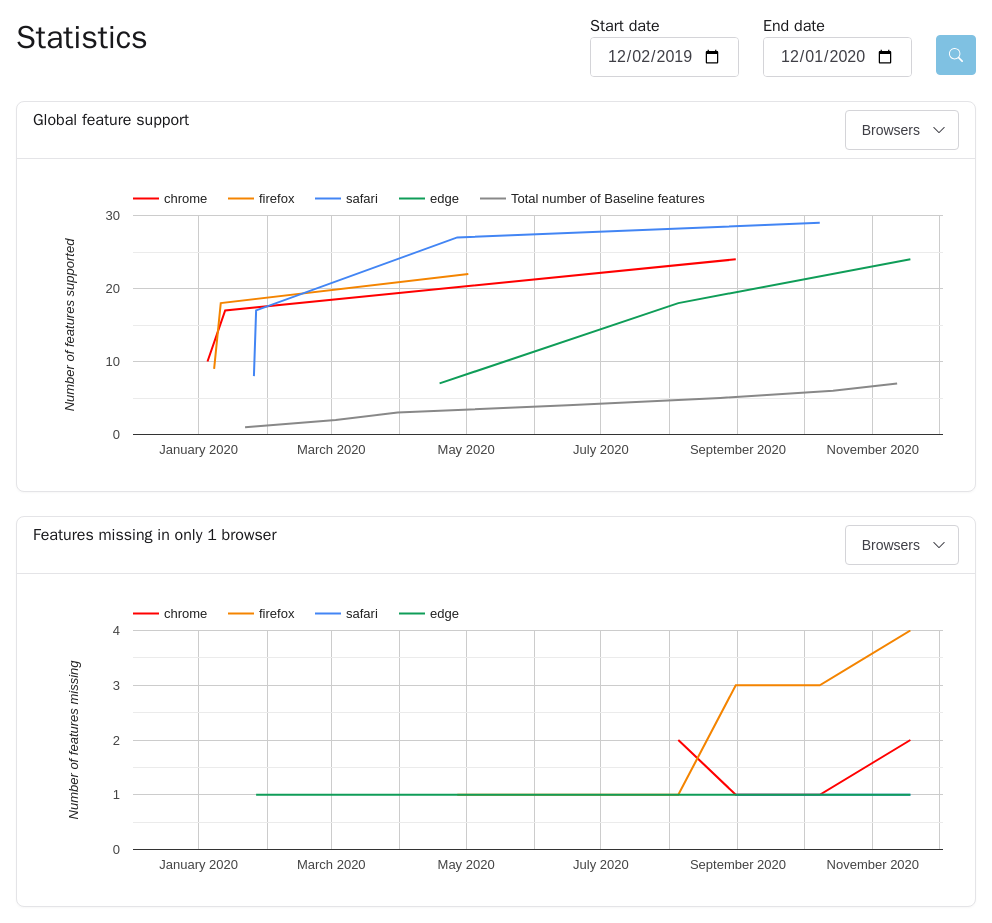 Statistics
Start date
End date
12/02/2019
12/01/2020
Global feature support
Browsers
chrome
firefox
safari
edge
Total number of Baseline features
Number of features supported
30
20
10
0
January 2020
March 2020
May 2020
July 2020
September 2020
November 2020
Features missing in only 1 browser
Browsers
chrome
firefox
safari
edge
Number of features missing
4
3
2
1
0
January 2020
March 2020
May 2020
July 2020
September 2020
November 2020